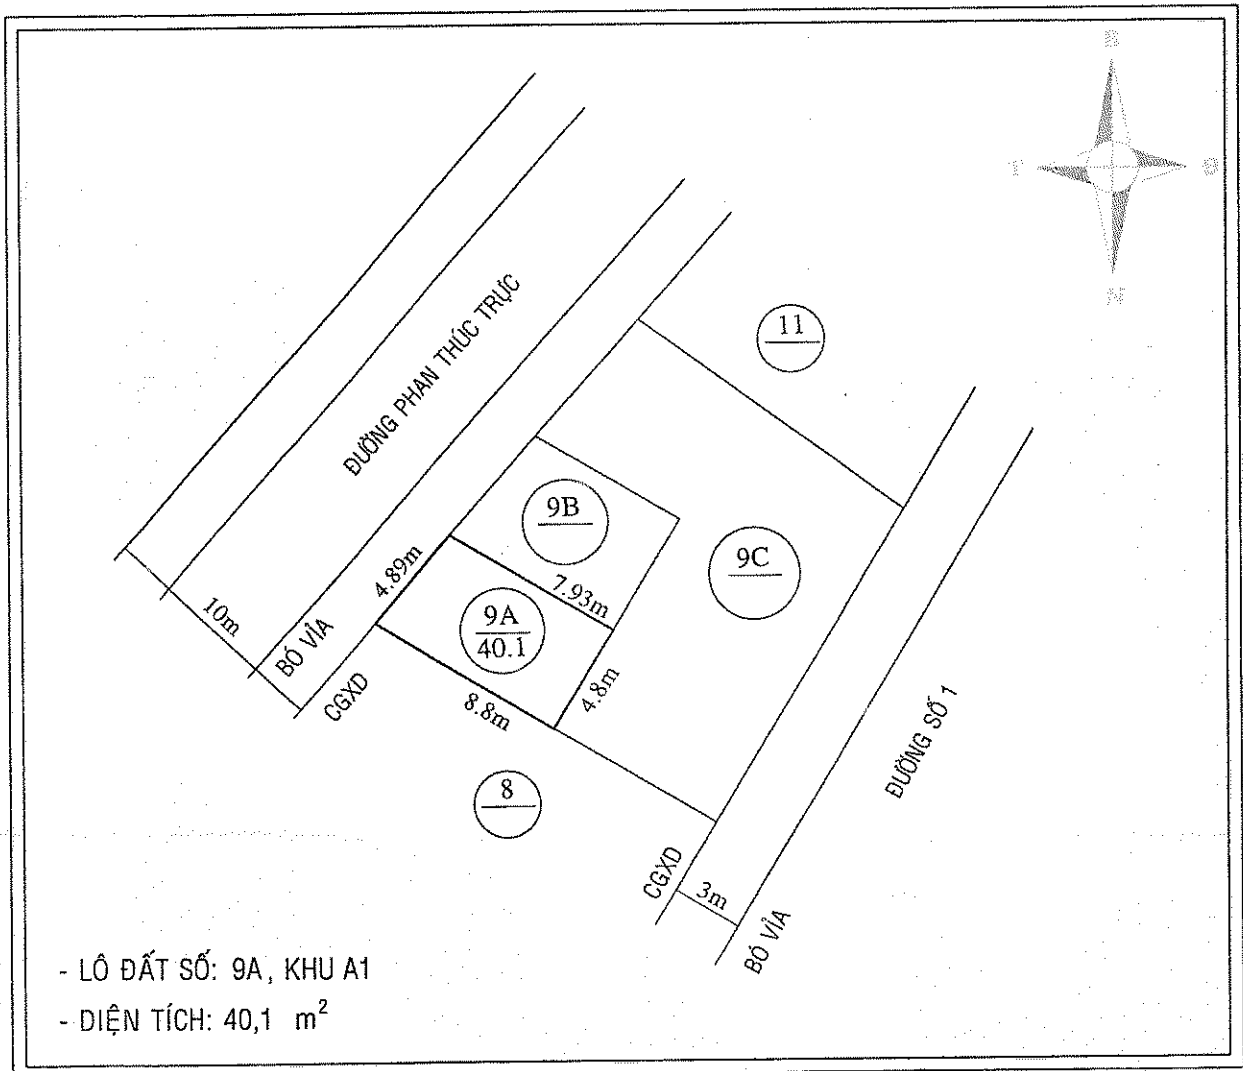 B
T
Đ
N
11
ĐƯỜNG PHAN THÚC TRỰC
9B
9C
4.89m
7.93m
10m
9A
40.1
BÓ VỈA
CGXD
8.8m
4.8m
ĐƯỜNG SỐ 1
8
CGXD
3m
BÓ VỈA
- LÔ ĐẤT SỐ: 9A, KHU A1
- DIỆN TÍCH: 40,1 m²